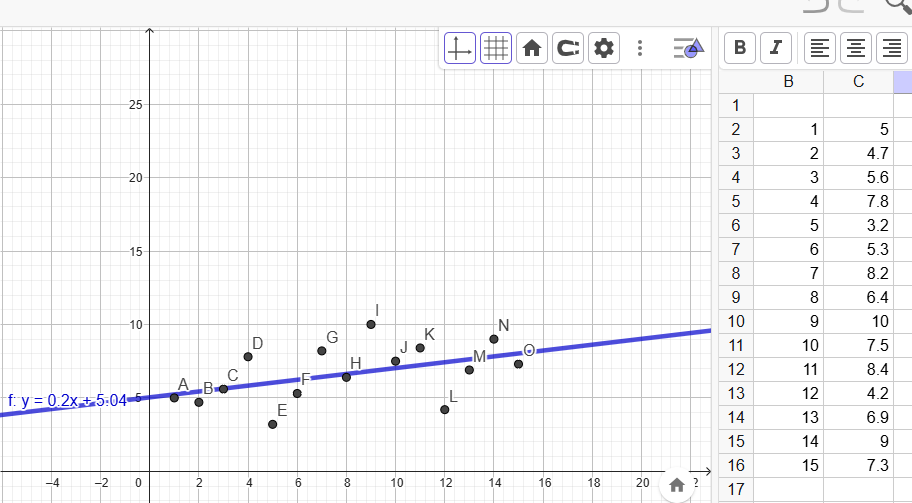 B I
B C
1
2 1 5
3 2 4.7
4 3 5.6
5 4 7.8
6 5 3.2
7 6 5.3
8 7 8.2
9 8 6.4
10 9 10
11 10 7.5
12 11 8.4
13 12 4.2
14 13 6.9
15 14 9
16 15 7.3
17
25
20
15
10
5
A B C D E F G H I J K L M N O
f: y = 0.2x + 5.04
−4 −2 0 2 4 6 8 10 12 14 16 18 20 2